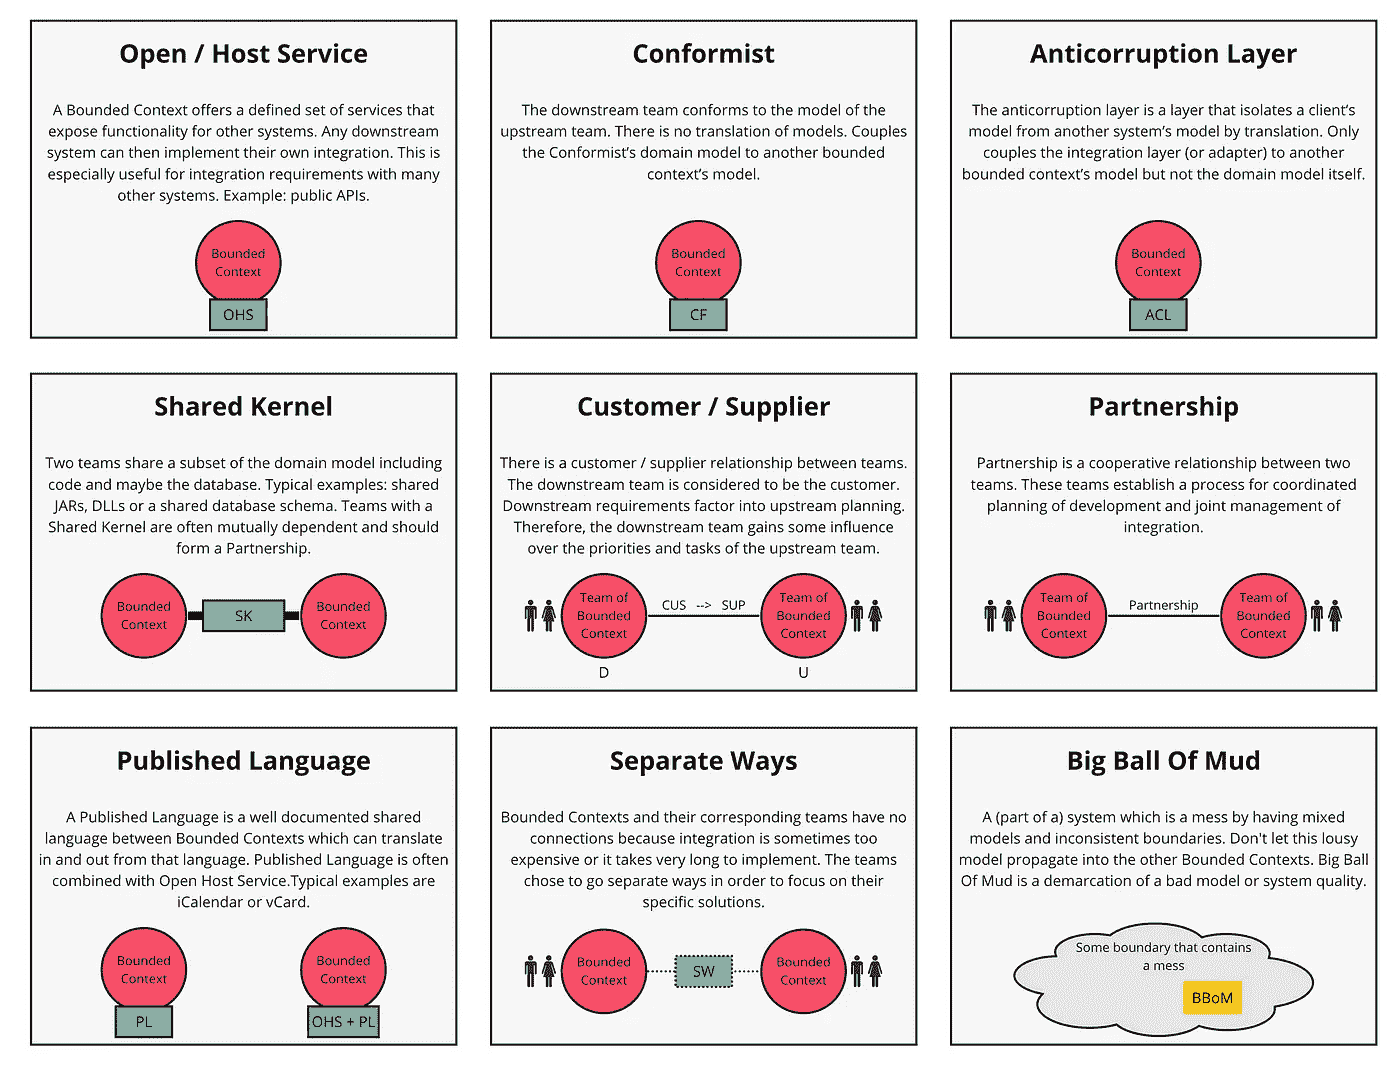 Open / Host Service
A Bounded Context offers a defined set of services that
expose functionality for other systems. Any downstream
system can then implement their own integration. This is
especially useful for integration requirements with many
other systems. Example: public APIs.
Bounded
Context
OHS
Conformist
The downstream team conforms to the model of the
upstream team. There is no translation of models. Couples
the Conformist's domain model to another bounded
context's model.
Bounded
Context
CF
Anticorruption Layer
The anticorruption layer is a layer that isolates a client's
model from another system's model by translation. Only
couples the integration layer (or adapter) to another
bounded context's model but not the domain model itself.
Bounded
Context
ACL
Shared Kernel
Two teams share a subset of the domain model including
code and maybe the database. Typical examples: shared
JARs, DLLs or a shared database schema. Teams with a
Shared Kernel are often mutually dependent and should
form a Partnership.
Bounded
Context
SK
Bounded
Context
Customer / Supplier
There is a customer / supplier relationship between teams.
The downstream team is considered to be the customer.
Downstream requirements factor into upstream planning.
Therefore, the downstream team gains some influence
over the priorities and tasks of the upstream team.
Team of
Bounded
Context
CUS --> SUP
Team of
Bounded
Context
D
U
Partnership
Partnership is a cooperative relationship between two
teams. These teams establish a process for coordinated
planning of development and joint management of
integration.
Team of
Bounded
Context
Partnership
Team of
Bounded
Context
Published Language
A Published Language is a well documented shared
language between Bounded Contexts which can translate
in and out from that language. Published Language is often
combined with Open Host Service.Typical examples are
iCalendar or vCard.
Bounded
Context
PL
Bounded
Context
OHS + PL
Separate Ways
Bounded Contexts and their corresponding teams have no
connections because integration is sometimes too
expensive or it takes very long to implement. The teams
chose to go separate ways in order to focus on their
specific solutions.
Bounded
Context
SW
Bounded
Context
Big Ball Of Mud
A (part of a) system which is a mess by having mixed
models and inconsistent boundaries. Don't let this lousy
model propagate into the other Bounded Contexts. Big Ball
Of Mud is a demarcation of a bad model or system quality.
Some boundary that contains
a mess
BBoM